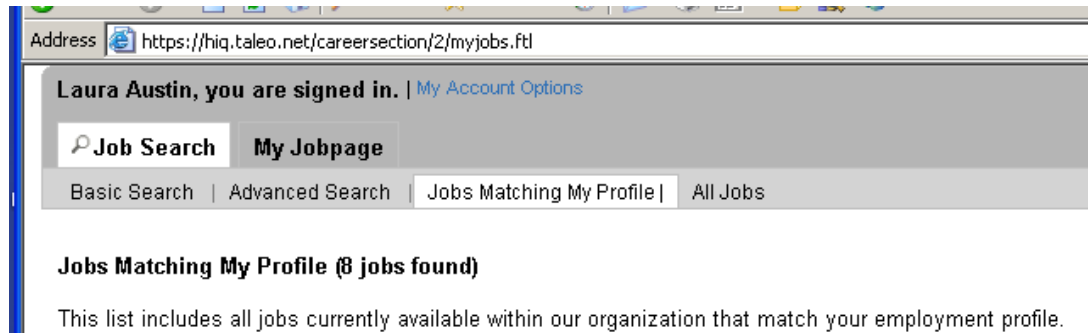 Address https://hiq.taleo.net/careersection/2/myjobs.ftl
Laura Austin, you are signed in. | My Account Options
Job Search My Jobpage
Basic Search | Advanced Search | Jobs Matching My Profile | All Jobs
Jobs Matching My Profile (8 jobs found)
This list includes all jobs currently available within our organization that match your employment profile.